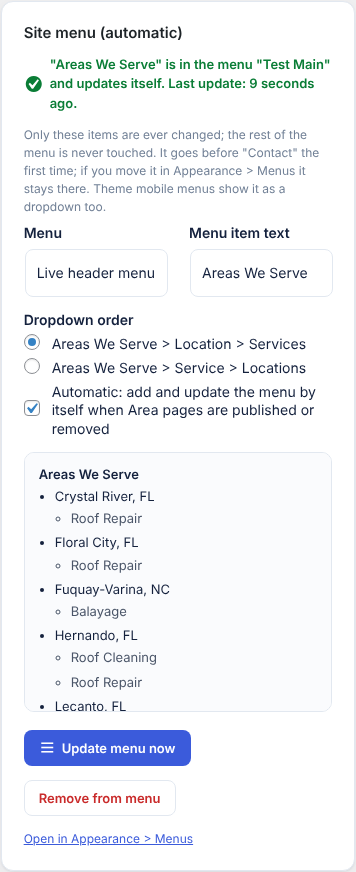 Site menu (automatic)
"Areas We Serve" is in the menu "Test Main"
and updates itself. Last update: 9 seconds
ago.
Only these items are ever changed; the rest of the
menu is never touched. It goes before "Contact" the
first time; if you move it in Appearance > Menus it
stays there. Theme mobile menus show it as a
dropdown too.
Menu
Menu item text
Live header menu
Areas We Serve
Dropdown order
Areas We Serve > Location > Services
Areas We Serve > Service > Locations
Automatic: add and update the menu by
itself when Area pages are published or
removed
Areas We Serve
Crystal River, FL
Roof Repair
Floral City, FL
Roof Repair
Fuquay-Varina, NC
Balayage
Hernando, FL
Roof Cleaning
Roof Repair
Lecanto, FL
Update menu now
Remove from menu
Open in Appearance > Menus